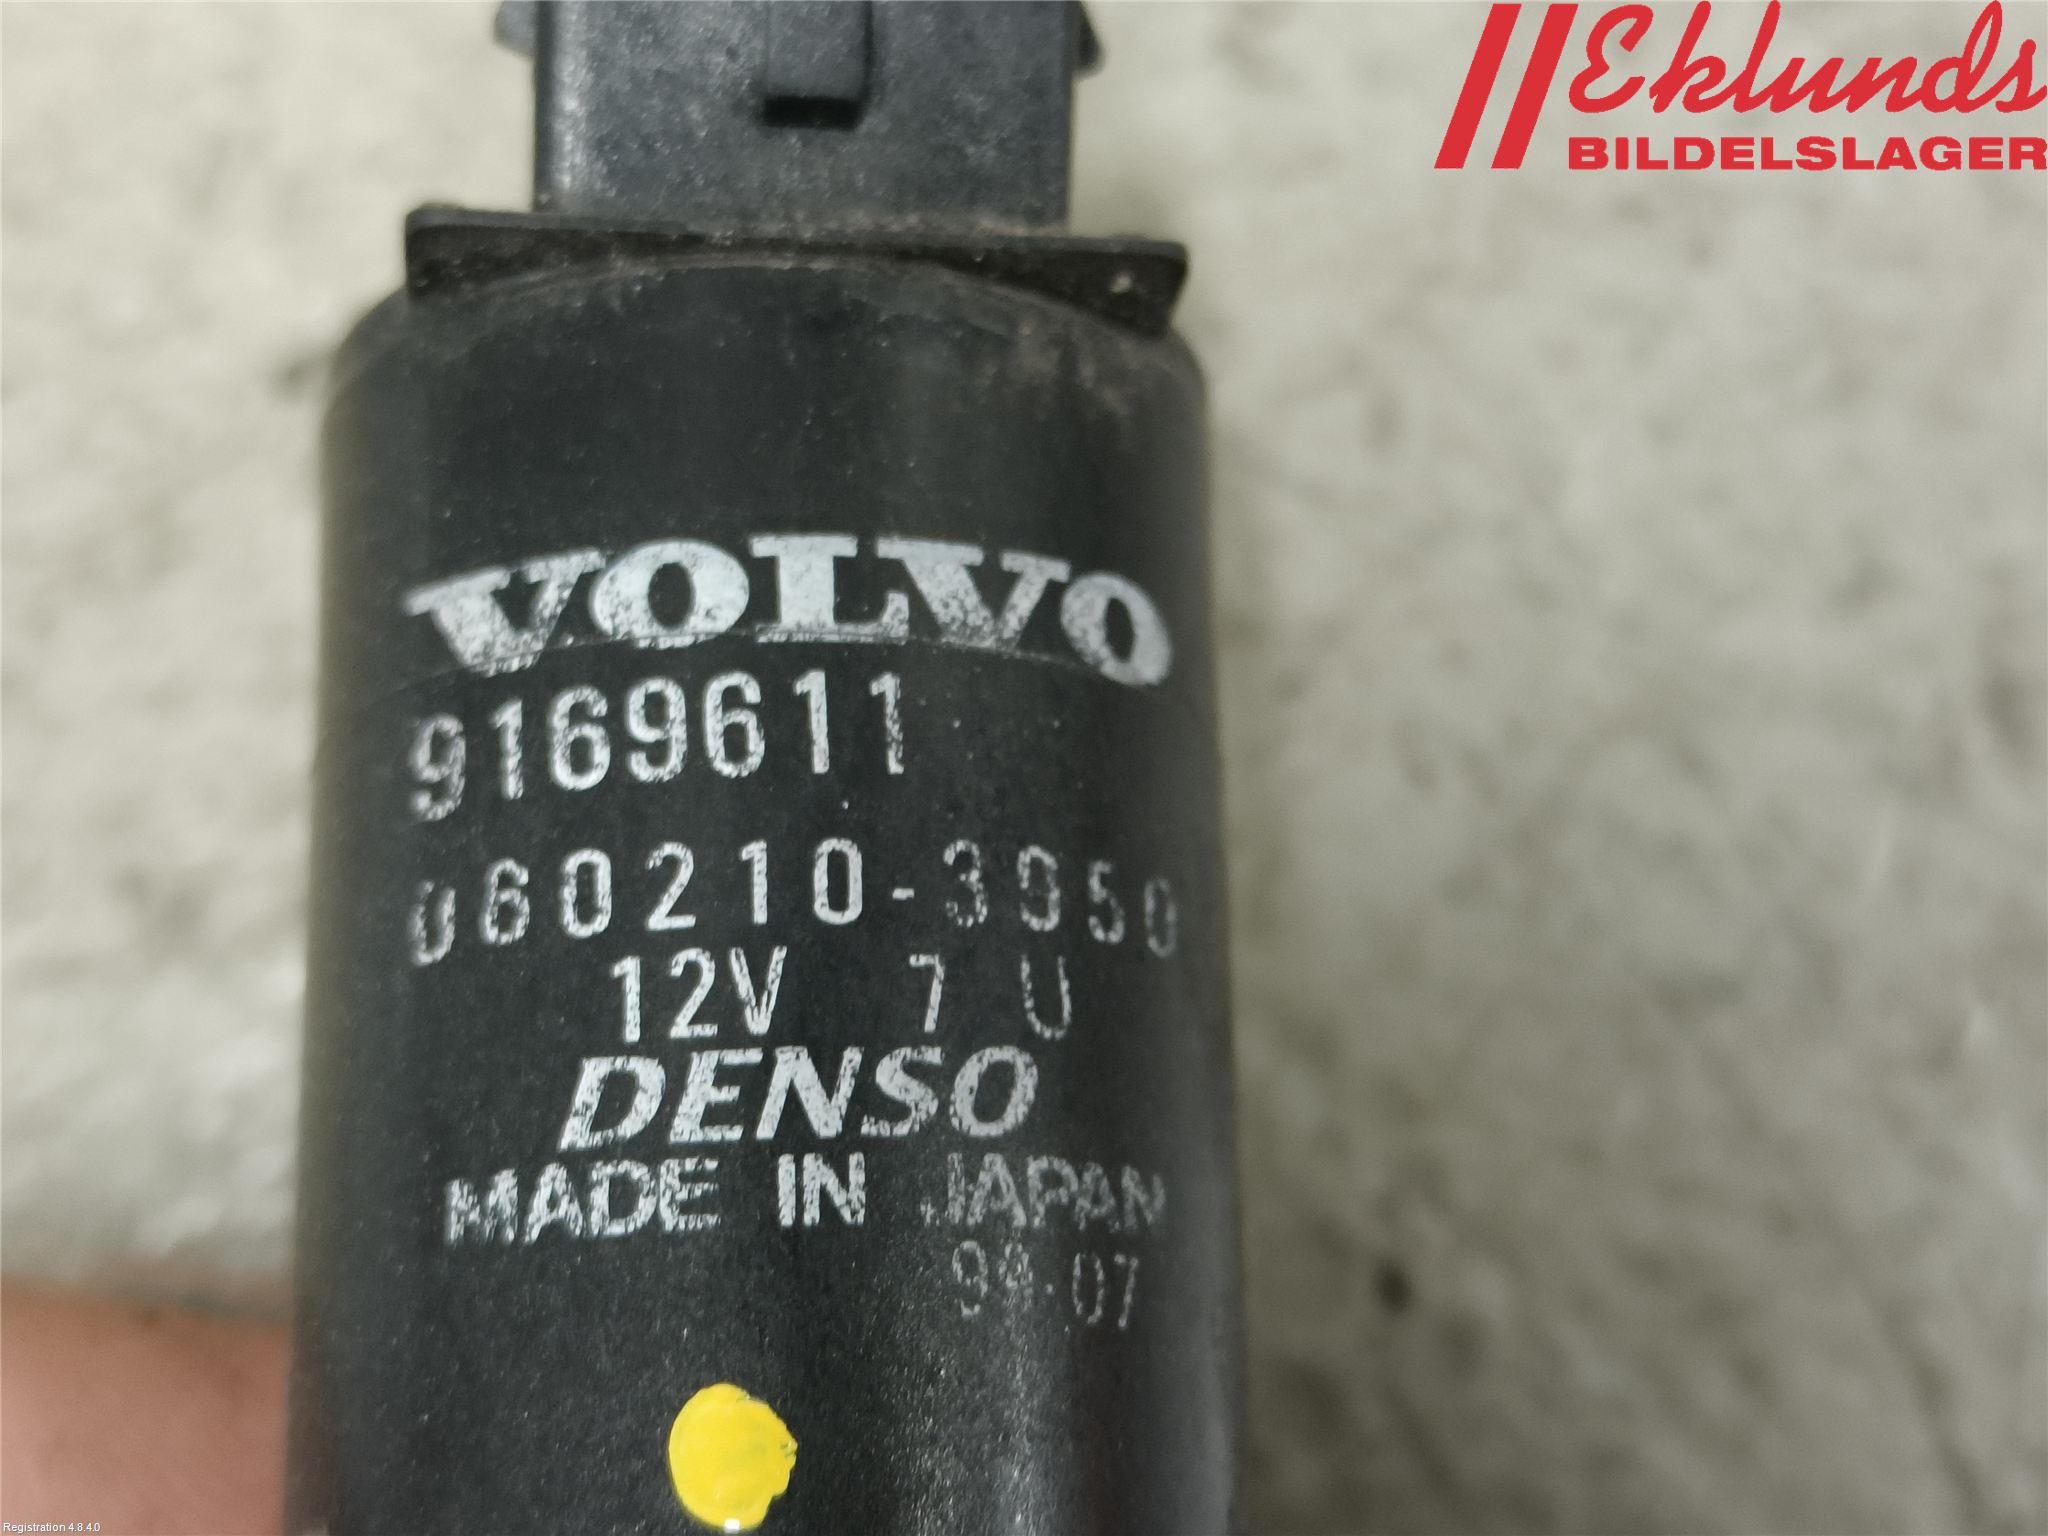 Eklunds
BILDELSLAGER
VOLVO
9169611
060210-3950
12V 7 U
DENSO
MADE IN JAPAN
94.07
Registration 4.8.4.0